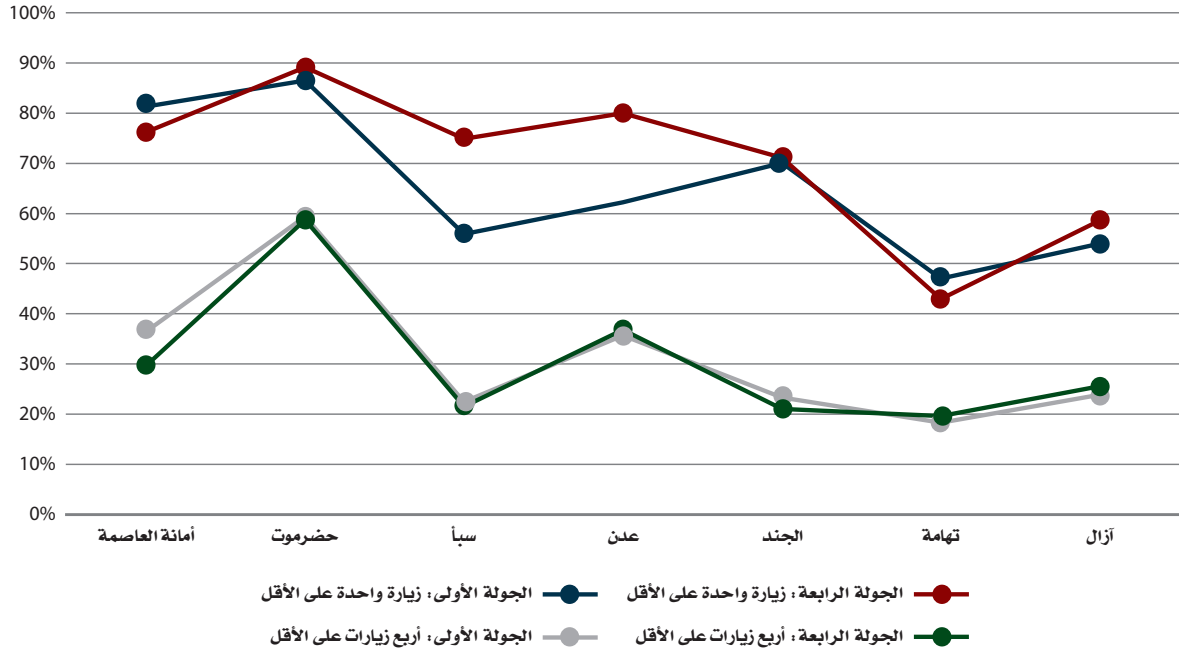 100%
90%
80%
70%
60%
50%
40%
30%
20%
10%
0%
أمانة العاصمة
حضرموت
سبأ
عدن
الجند
تهامة
آزال
الجولة الأولى: زيارة واحدة على الأقل
الجولة الرابعة: زيارة واحدة على الأقل
الجولة الأولى: أربع زيارات على الأقل
الجولة الرابعة: أربع زيارات على الأقل